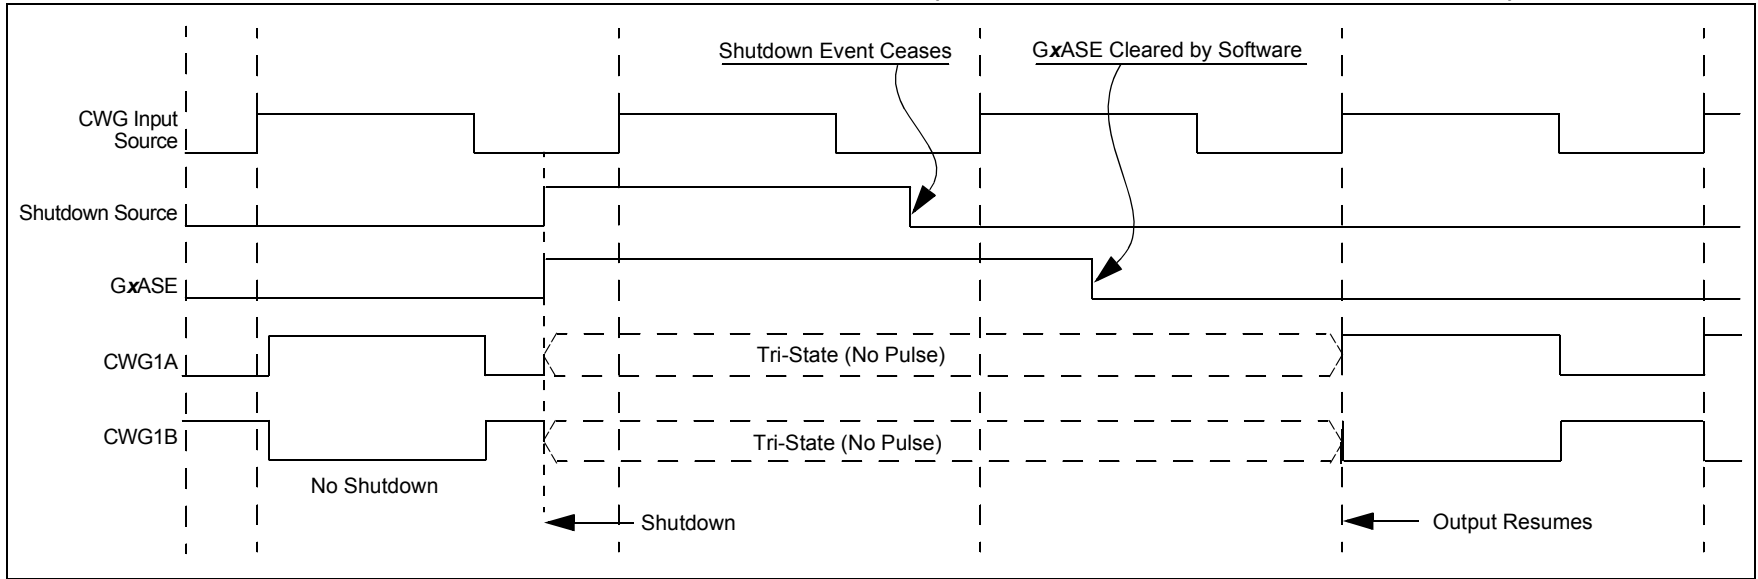 Shutdown Event Ceases
GxASE Cleared by Software
CWG Input
Source
Shutdown Source
GxASE
CWG1A
Tri-State (No Pulse)
CWG1B
Tri-State (No Pulse)
No Shutdown
Shutdown
Output Resumes